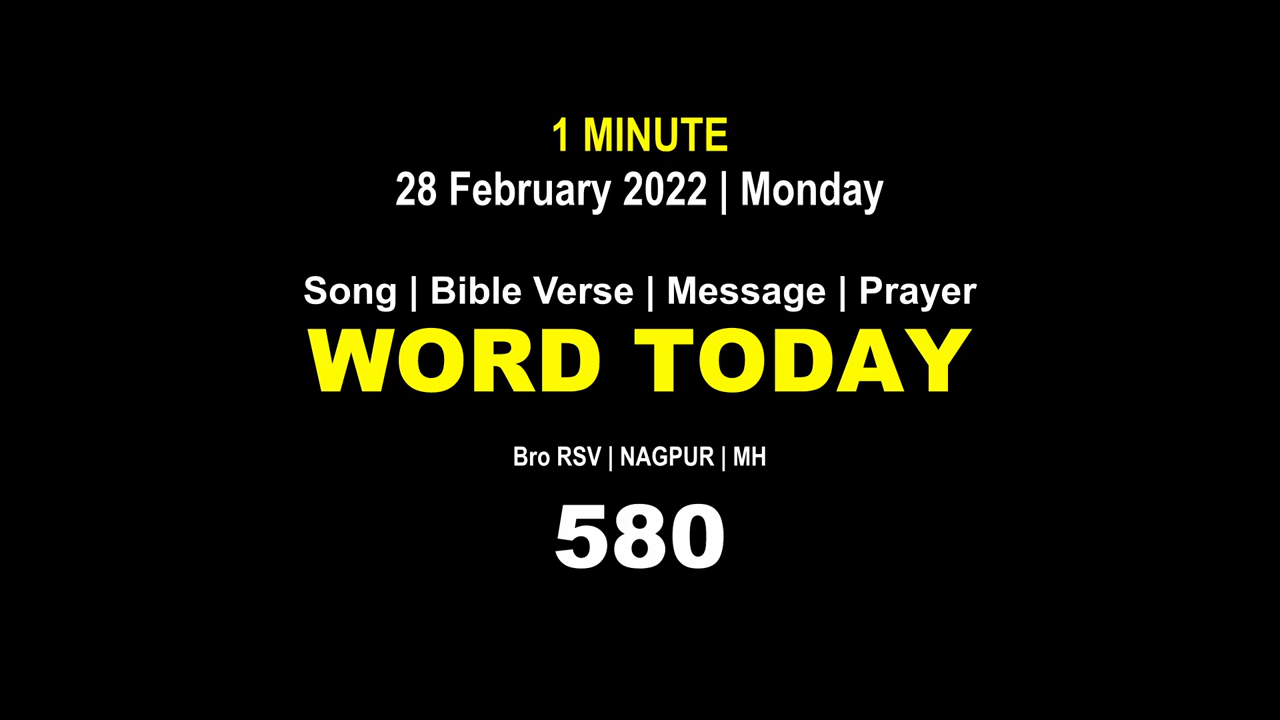 1 MINUTE
28 February 2022 | Monday
Song | Bible Verse | Message | Prayer
WORD TODAY
Bro RSV | NAGPUR | MH
580